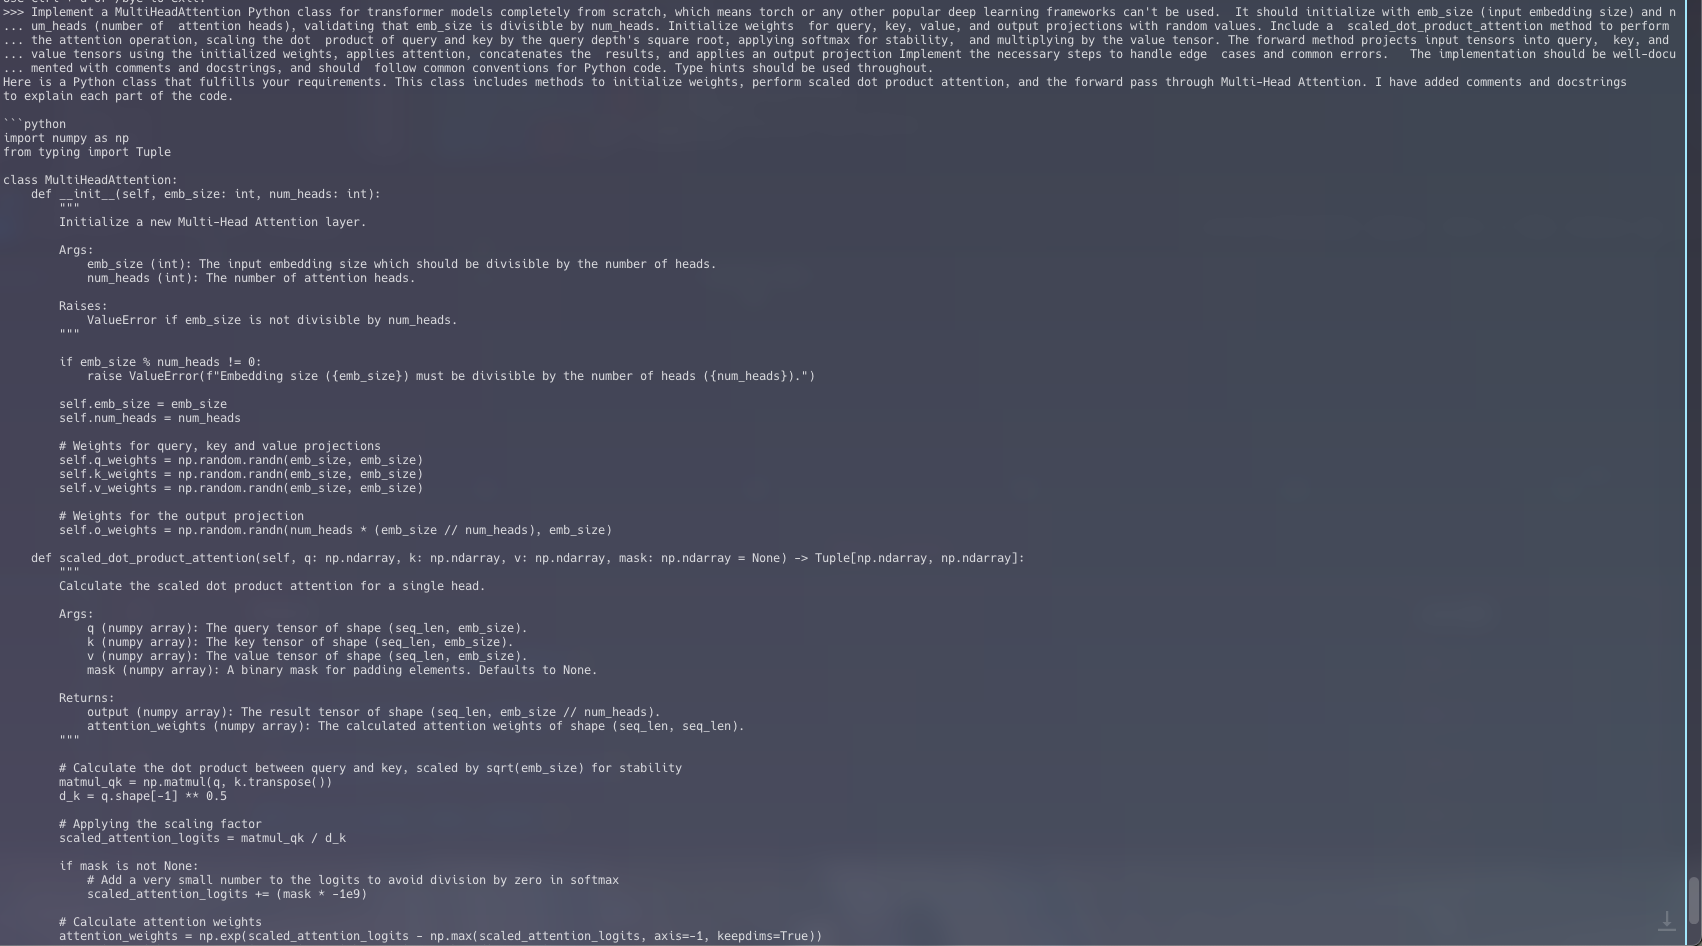 >>> Implement a MultiHeadAttention Python class for transformer models completely from scratch, which means torch or any other popular deep learning frameworks can't be used.  It should initialize with emb_size (input embedding size) and n
... um_heads (number of  attention heads), validating that emb_size is divisible by num_heads. Initialize weights  for query, key, value, and output projections with random values. Include a  scaled_dot_product_attention method to perform
... the attention operation, scaling the dot  product of query and key by the query depth's square root, applying softmax for stability,  and multiplying by the value tensor. The forward method projects input tensors into query,  key, and
... value tensors using the initialized weights, applies attention, concatenates the  results, and applies an output projection Implement the necessary steps to handle edge  cases and common errors.   The implementation should be well-docu
... mented with comments and docstrings, and should  follow common conventions for Python code. Type hints should be used throughout.
Here is a Python class that fulfills your requirements. This class includes methods to initialize weights, perform scaled dot product attention, and the forward pass through Multi-Head Attention. I have added comments and docstrings
to explain each part of the code.

```python
import numpy as np
from typing import Tuple

class MultiHeadAttention:
    def __init__(self, emb_size: int, num_heads: int):
        """
        Initialize a new Multi-Head Attention layer.

        Args:
            emb_size (int): The input embedding size which should be divisible by the number of heads.
            num_heads (int): The number of attention heads.

        Raises:
            ValueError if emb_size is not divisible by num_heads.
        """

        if emb_size % num_heads != 0:
            raise ValueError(f"Embedding size ({emb_size}) must be divisible by the number of heads ({num_heads}).")

        self.emb_size = emb_size
        self.num_heads = num_heads

        # Weights for query, key and value projections
        self.q_weights = np.random.randn(emb_size, emb_size)
        self.k_weights = np.random.randn(emb_size, emb_size)
        self.v_weights = np.random.randn(emb_size, emb_size)

        # Weights for the output projection
        self.o_weights = np.random.randn(num_heads * (emb_size // num_heads), emb_size)

    def scaled_dot_product_attention(self, q: np.ndarray, k: np.ndarray, v: np.ndarray, mask: np.ndarray = None) -> Tuple[np.ndarray, np.ndarray]:
        """
        Calculate the scaled dot product attention for a single head.

        Args:
            q (numpy array): The query tensor of shape (seq_len, emb_size).
            k (numpy array): The key tensor of shape (seq_len, emb_size).
            v (numpy array): The value tensor of shape (seq_len, emb_size).
            mask (numpy array): A binary mask for padding elements. Defaults to None.

        Returns:
            output (numpy array): The result tensor of shape (seq_len, emb_size // num_heads).
            attention_weights (numpy array): The calculated attention weights of shape (seq_len, seq_len).
        """

        # Calculate the dot product between query and key, scaled by sqrt(emb_size) for stability
        matmul_qk = np.matmul(q, k.transpose())
        d_k = q.shape[-1] ** 0.5

        # Applying the scaling factor
        scaled_attention_logits = matmul_qk / d_k

        if mask is not None:
            # Add a very small number to the logits to avoid division by zero in softmax
            scaled_attention_logits += (mask * -1e9)

        # Calculate attention weights
        attention_weights = np.exp(scaled_attention_logits - np.max(scaled_attention_logits, axis=-1, keepdims=True))